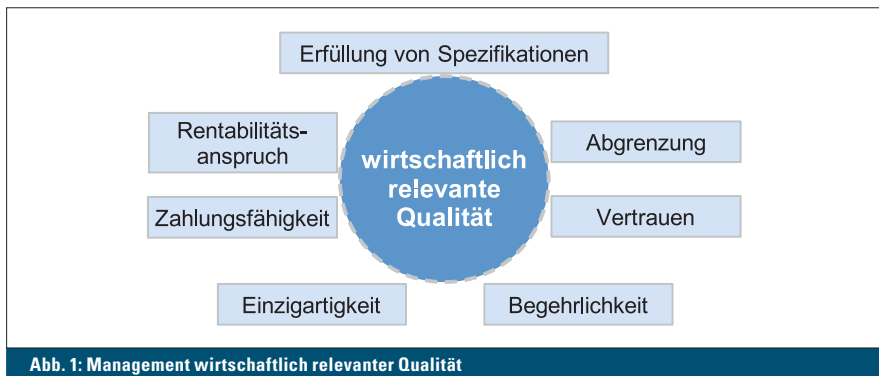 Erfüllung von Spezifikationen
Rentabilitäts-
anspruch
Zahlungsfähigkeit
Einzigartigkeit
wirtschaftlich
relevante
Qualität
Abgrenzung
Vertrauen
Begehrlichkeit
Abb. 1: Management wirtschaftlich relevanter Qualität